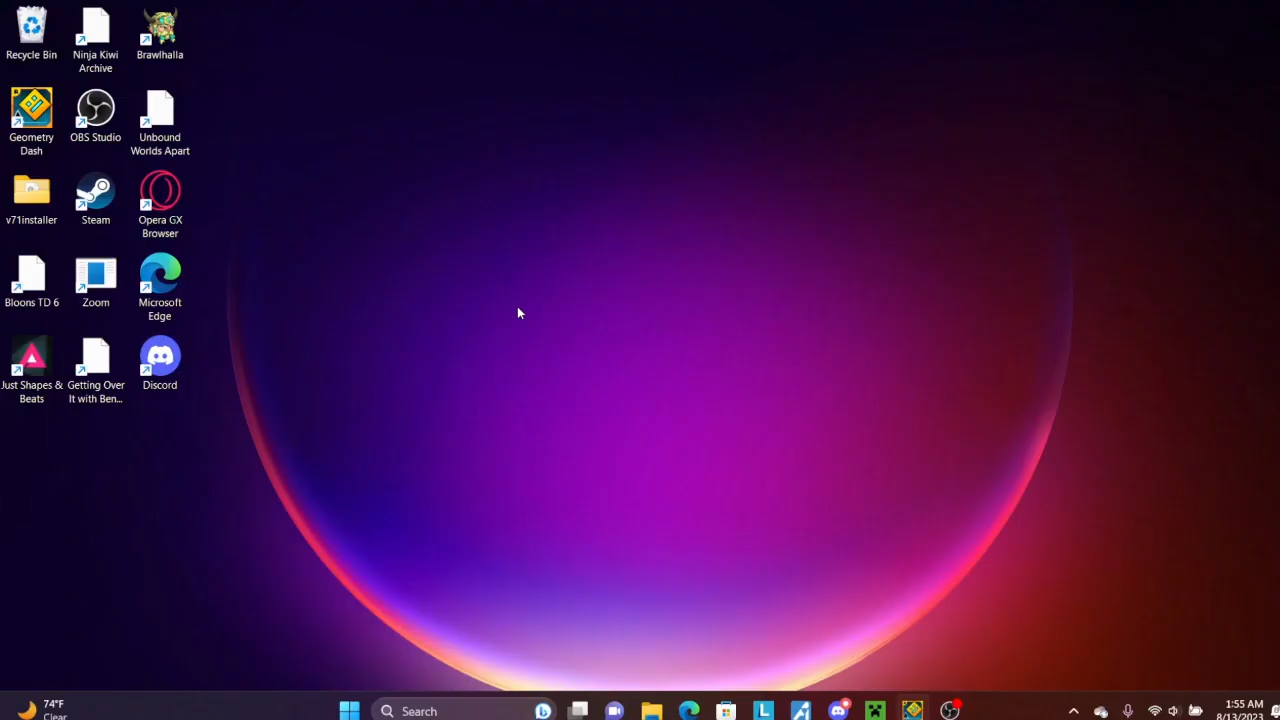 Recycle Bin
Ninja Kiwi
Archive
Brawlhalla
Geometry
Dash
OBS Studio
Unbound
Worlds Apart
v71installer
Steam
Opera GX
Browser
Bloons TD 6
Zoom
Microsoft
Edge
Just Shapes &
Beats
Getting Over
It with Ben...
Discord
74°F
Clear
Search
1:55 AM
8/13/2023